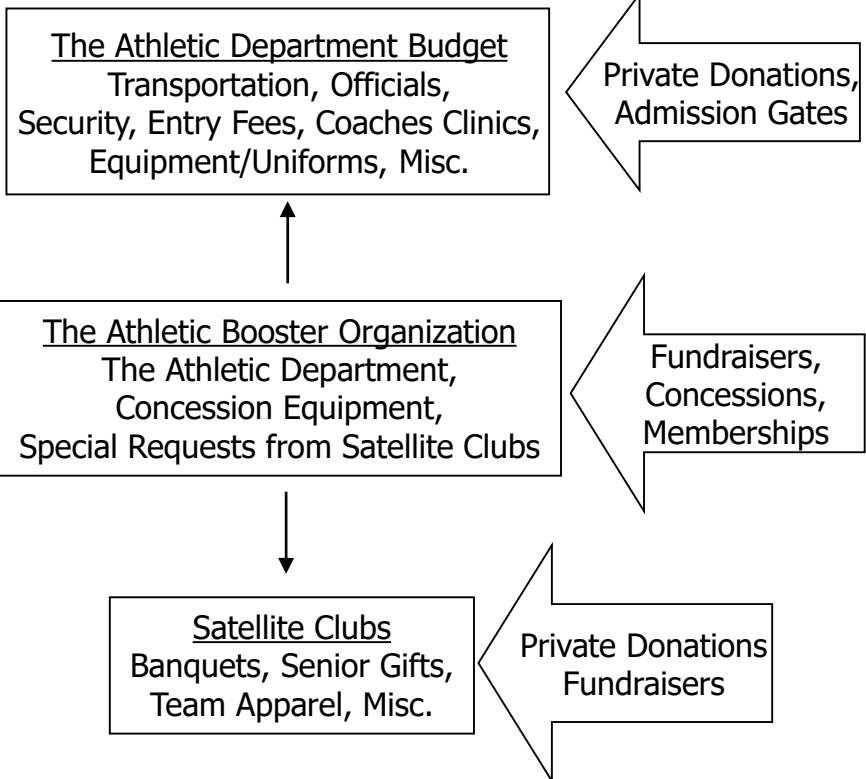 The Athletic Department Budget
Transportation, Officials,
Security, Entry Fees, Coaches Clinics,
Equipment/Uniforms, Misc.
Private Donations,
Admission Gates
The Athletic Booster Organization
The Athletic Department,
Concession Equipment,
Special Requests from Satellite Clubs
Fundraisers,
Concessions,
Memberships
Satellite Clubs
Banquets, Senior Gifts,
Team Apparel, Misc.
Private Donations
Fundraisers